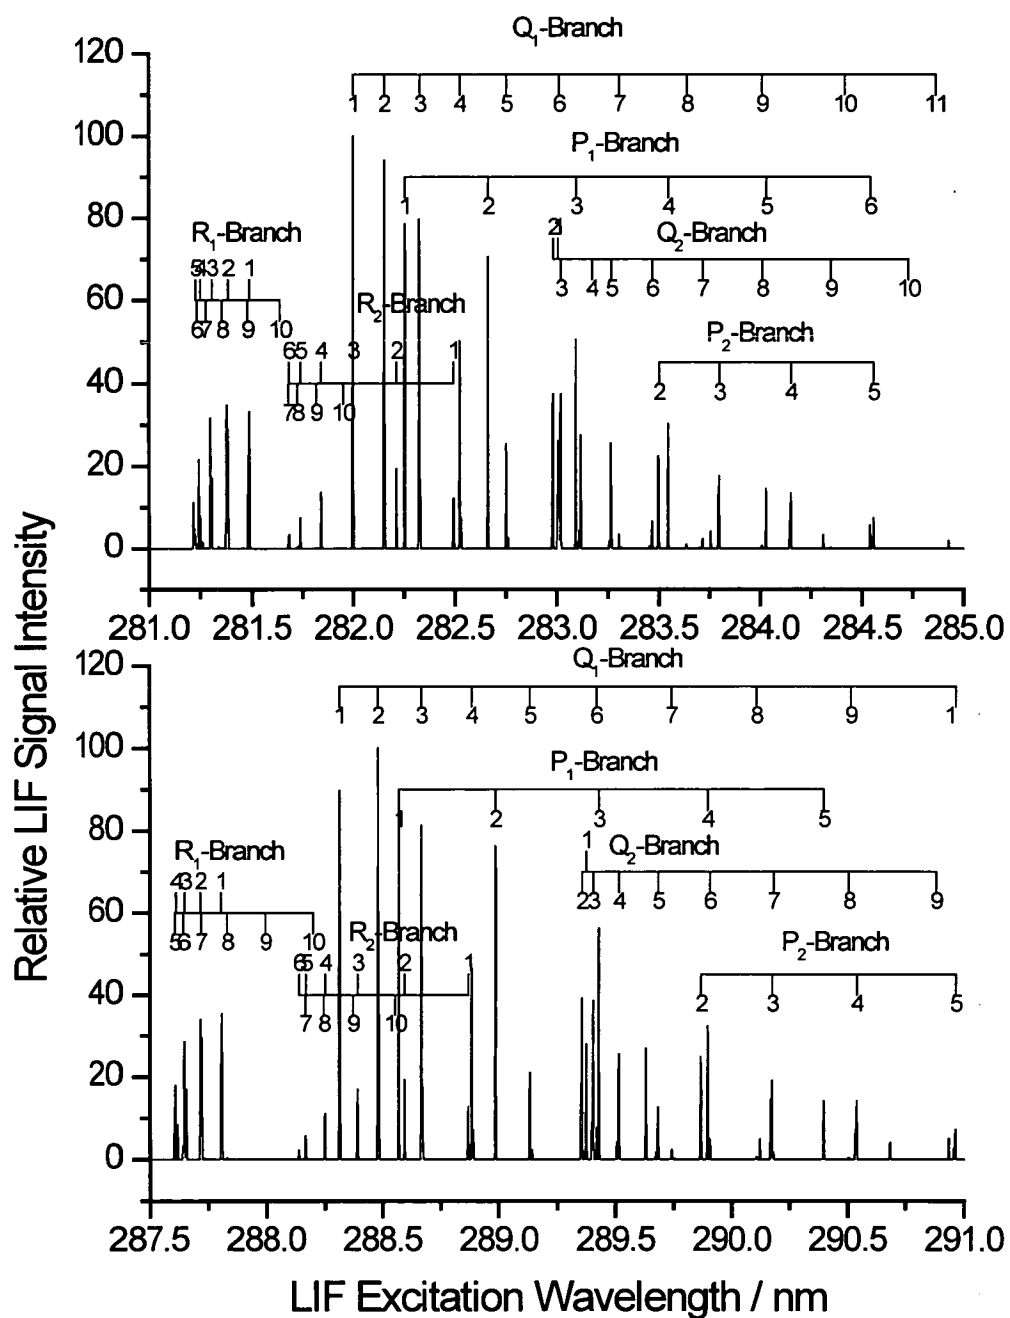 Q₁-Branch
120
1 2 3 4 5 6 7 8 9 10 11
100
P₁-Branch
80
1 2 3 4 5 6
R₁-Branch
2 1
Q₂-Branch
5 4 3 2 1
3 4 5 6 7 8 9 10
60
R₂-Branch
6 7 8 9 10
P₂-Branch
6 5 4 3 2 1
2 3 4 5
40
7 8 9 10
20
0
281.0 281.5 282.0 282.5 283.0 283.5 284.0 284.5 285.0
Relative LIF Signal Intensity
Q₁-Branch
120
1 2 3 4 5 6 7 8 9 1
100
P₁-Branch
1 2 3 4 5
80
R₁-Branch
1
Q₂-Branch
4 3 2 1
2 3 4 5 6 7 8 9
60
5 6 7 8 9 10
R₂-Branch
P₂-Branch
6 5 4 3 2 1
2 3 4 5
40
7 8 9 10
20
0
287.5 288.0 288.5 289.0 289.5 290.0 290.5 291.0
LIF Excitation Wavelength / nm